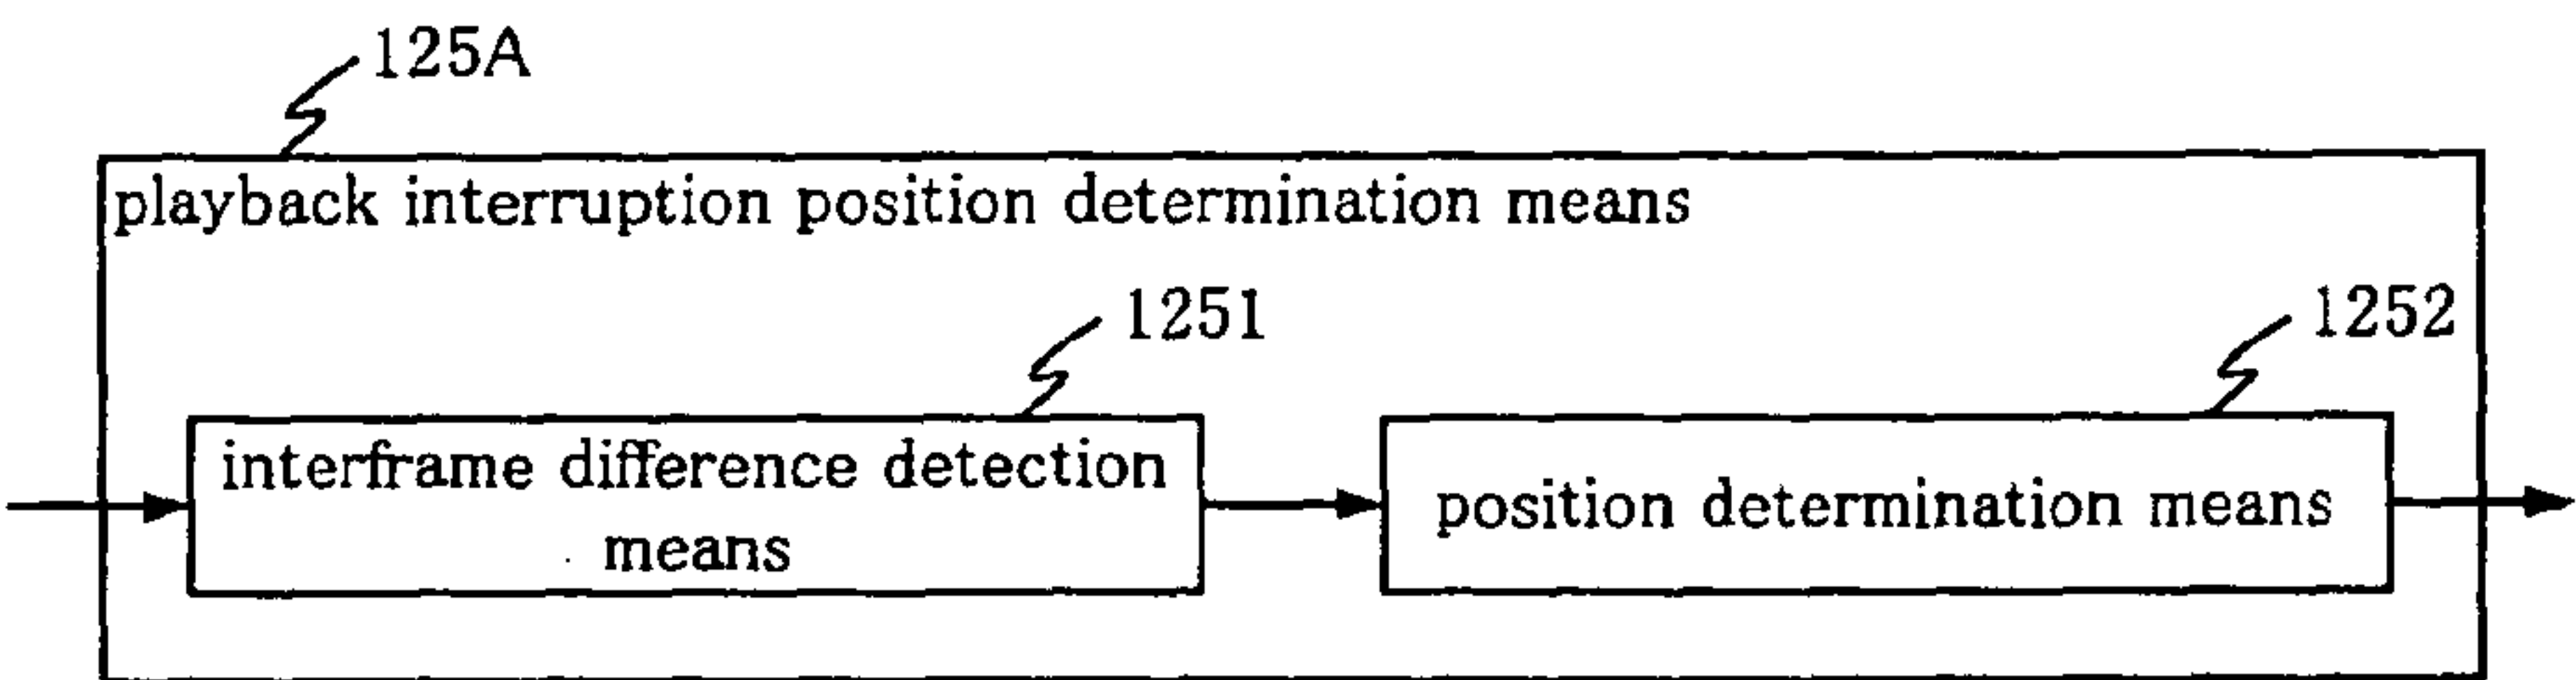 125A
playback interruption position determination means
1251
1252
interframe difference detection
means
position determination means